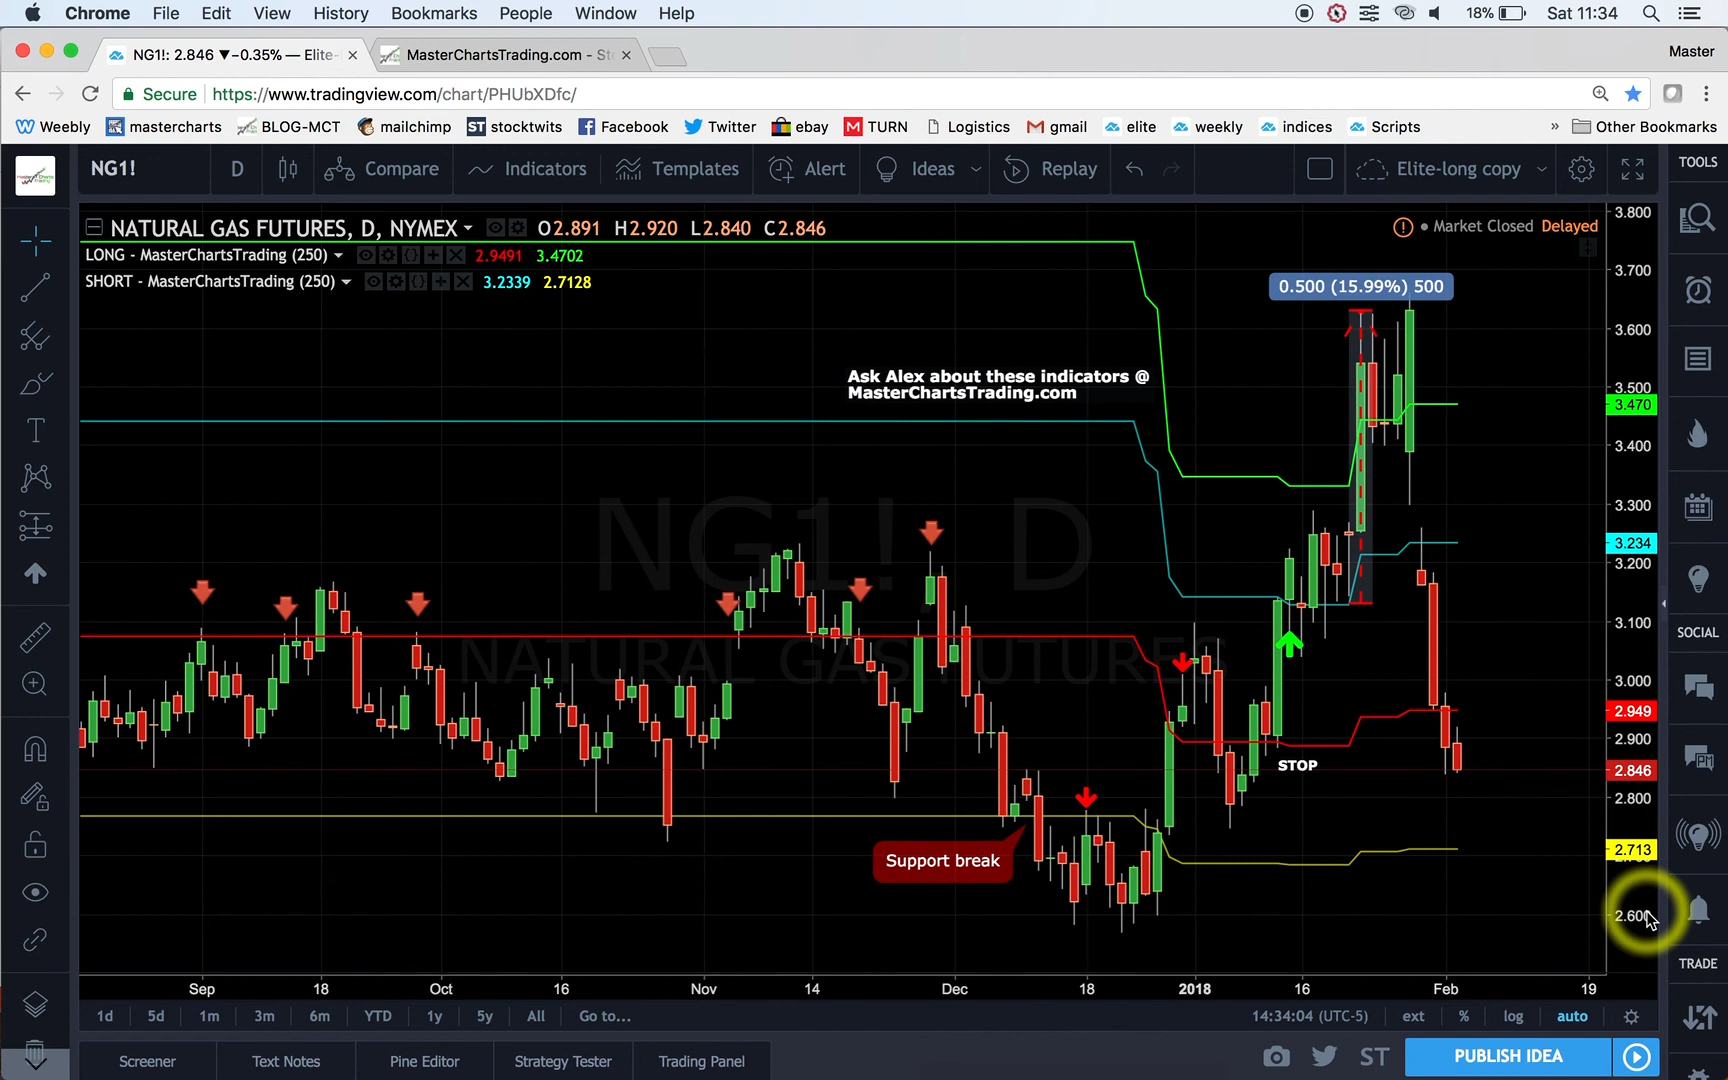 Chrome File Edit View History Bookmarks People Window Help 18% Sat 11:34
NG1!: 2.846 ▼−0.35% — Elite- MasterChartsTrading.com - Sto Master
Secure https://www.tradingview.com/chart/PHUbXDfc/
Weekly mastercharts BLOG-MCT mailchimp ST stocktwits Facebook Twitter ebay M TURN Logistics gmail elite weekly indices Scripts » Other Bookmarks
NG1! D Compare Indicators Templates Alert Ideas Replay Elite-long copy TOOLS
NATURAL GAS FUTURES, D, NYMEX O2.891 H2.920 L2.840 C2.846 Market Closed Delayed
LONG - MasterChartsTrading (250) 2.9491 3.4702
SHORT - MasterChartsTrading (250) 3.2339 2.7128
0.500 (15.99%) 500
Ask Alex about these indicators @
MasterChartsTrading.com
NG1!, D
NATURAL GAS FUTURES
STOP
Support break
3.800
3.700
3.600
3.500
3.470
3.400
3.300
3.234
3.200
3.100
3.000
2.949
2.900
2.846
2.800
2.713
2.600
SOCIAL
TRADE
Sep 18 Oct 16 Nov 14 Dec 18 2018 16 Feb 19
1d 5d 1m 3m 6m YTD 1y 5y All Go to... 14:34:04 (UTC-5) ext % log auto
Screener Text Notes Pine Editor Strategy Tester Trading Panel ST PUBLISH IDEA